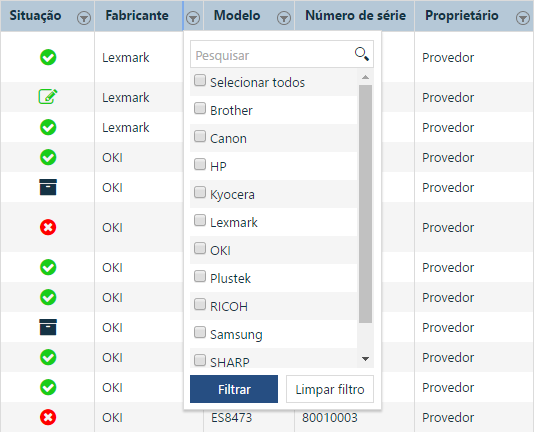 Situação Fabricante Modelo Número de série Proprietário
Pesquisar
Lexmark Provedor
Selecionar todos
Lexmark Provedor
Brother
Lexmark Provedor
Canon
OKI Provedor
HP
OKI Provedor
Kyocera
OKI Lexmark Provedor
OKI
OKI Provedor
Plustek
OKI Provedor
RICOH
OKI Provedor
Samsung
OKI Provedor
SHARP
OKI Provedor
Filtrar Limpar filtro
OKI ES8473 80010003 Provedor